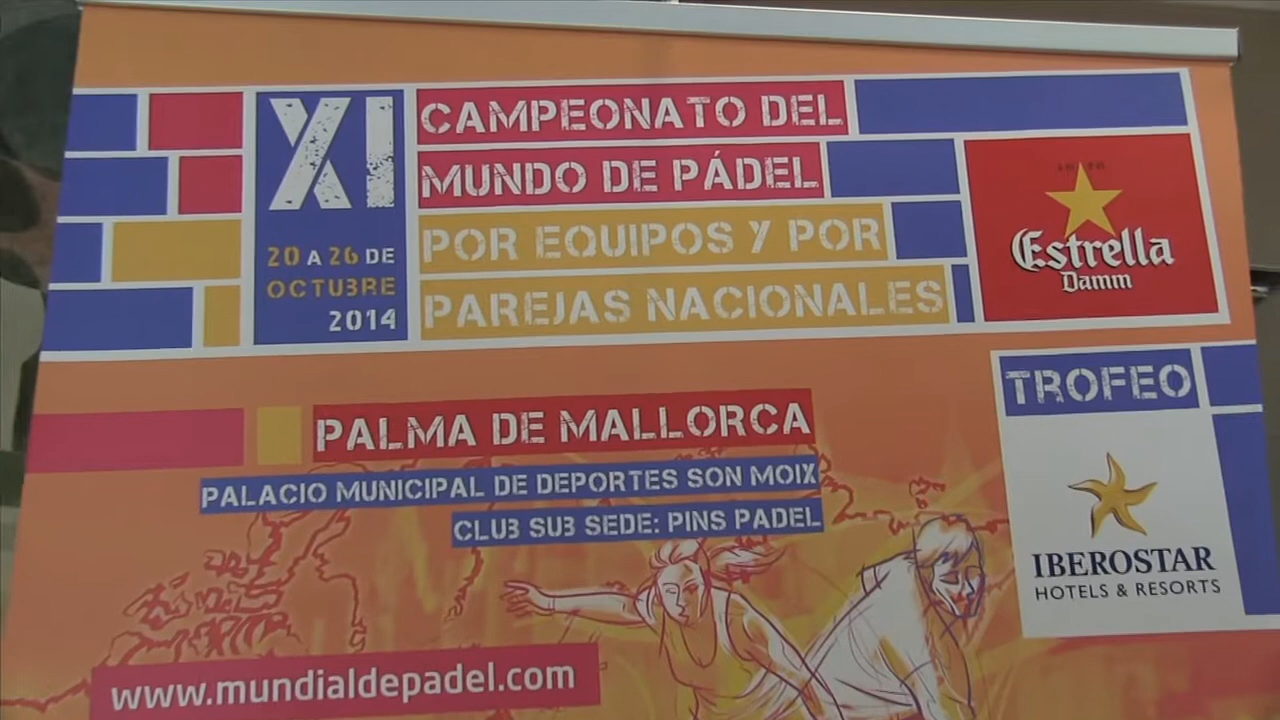 XI
20 A 26 DE
OCTUBRE
2014
CAMPEONATO DEL
MUNDO DE PÁDEL
POR EQUIPOS Y POR
PAREJAS NACIONALES
Estrella
Damm
TROFEO
IBEROSTAR
HOTELS & RESORTS
PALMA DE MALLORCA
PALACIO MUNICIPAL DE DEPORTES SON MOIX
CLUB SUB SEDE: PINS PADEL
www.mundialdepadel.com